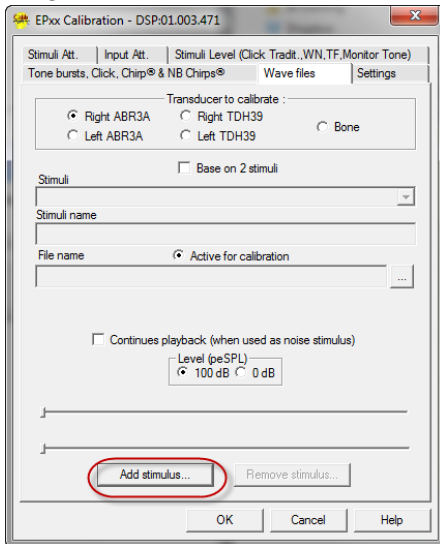 EPxx Calibration - DSP:01.003.471
Stimuli Att. Input Att. Stimuli Level (Click Tradit.,WN,TF,Monitor Tone)
Tone bursts, Click, Chirp® & NB Chirps® Wave files Settings
Transducer to calibrate :
Right ABR3A Right TDH39
Bone
Left ABR3A Left TDH39
Base on 2 stimuli
Stimuli
Stimuli name
File name Active for calibration
...
Continues playback (when used as noise stimulus)
Level (peSPL)
100 dB 0 dB
Add stimulus... Remove stimulus...
OK Cancel Help